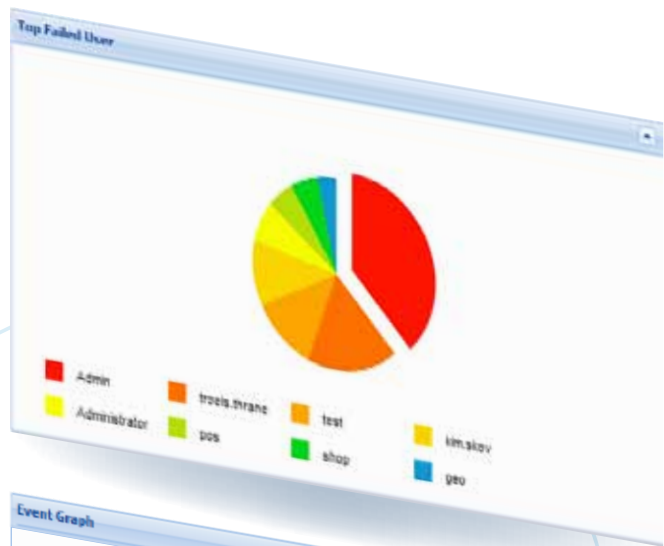 Top Failed User
Admin troels.thrane test kim.skov
Administrator pos shop geo
Event Graph